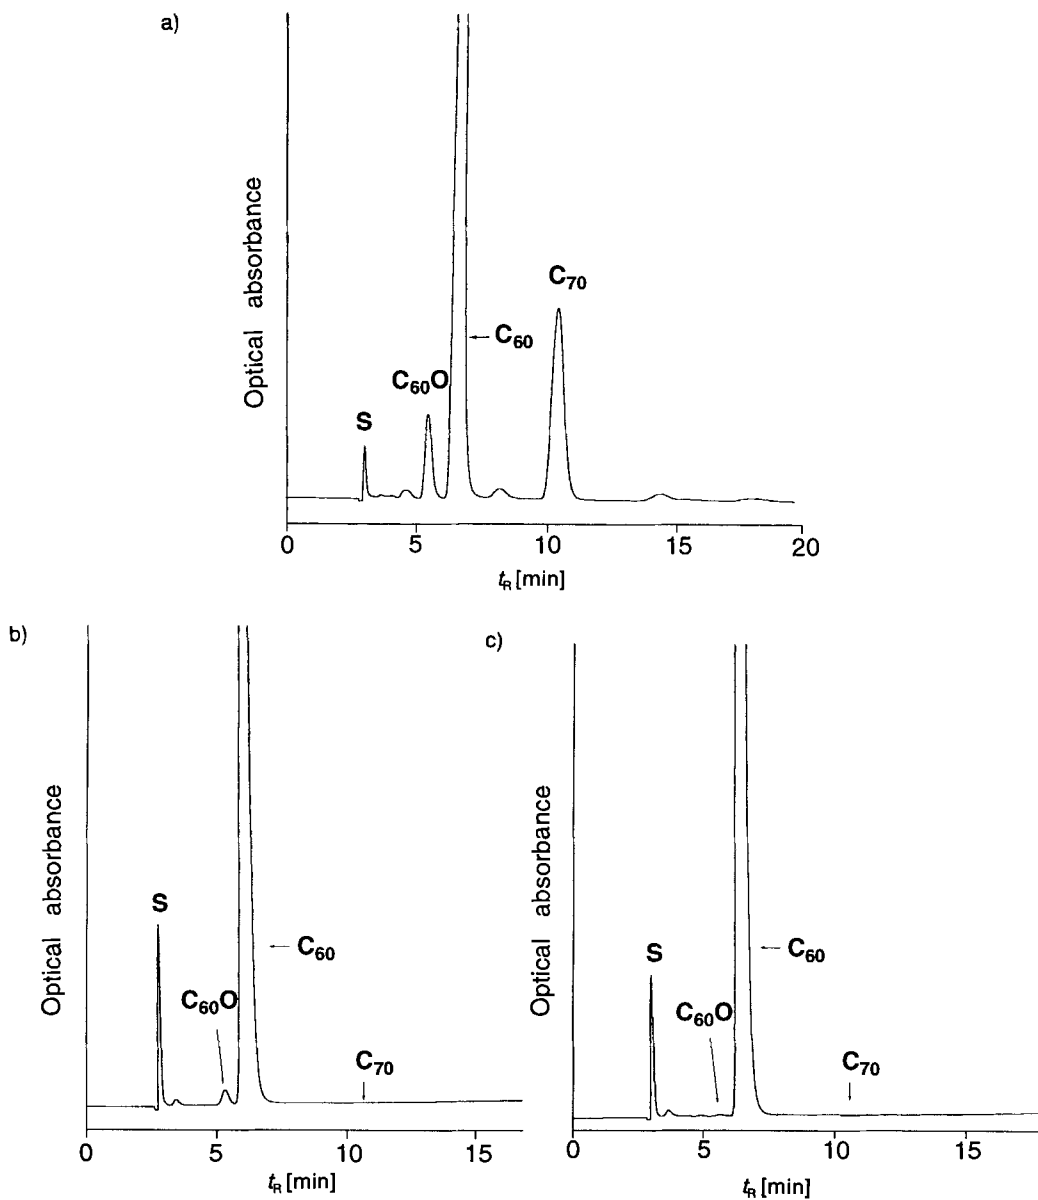 a)
Optical absorbance
S
C₆₀O
C₆₀
C₇₀
0 5 10 15 20
tR [min]
b)
Optical absorbance
S
C₆₀O
C₆₀
C₇₀
0 5 10 15
tR [min]
c)
Optical absorbance
S
C₆₀O
C₆₀
C₇₀
0 5 10 15
tR [min]